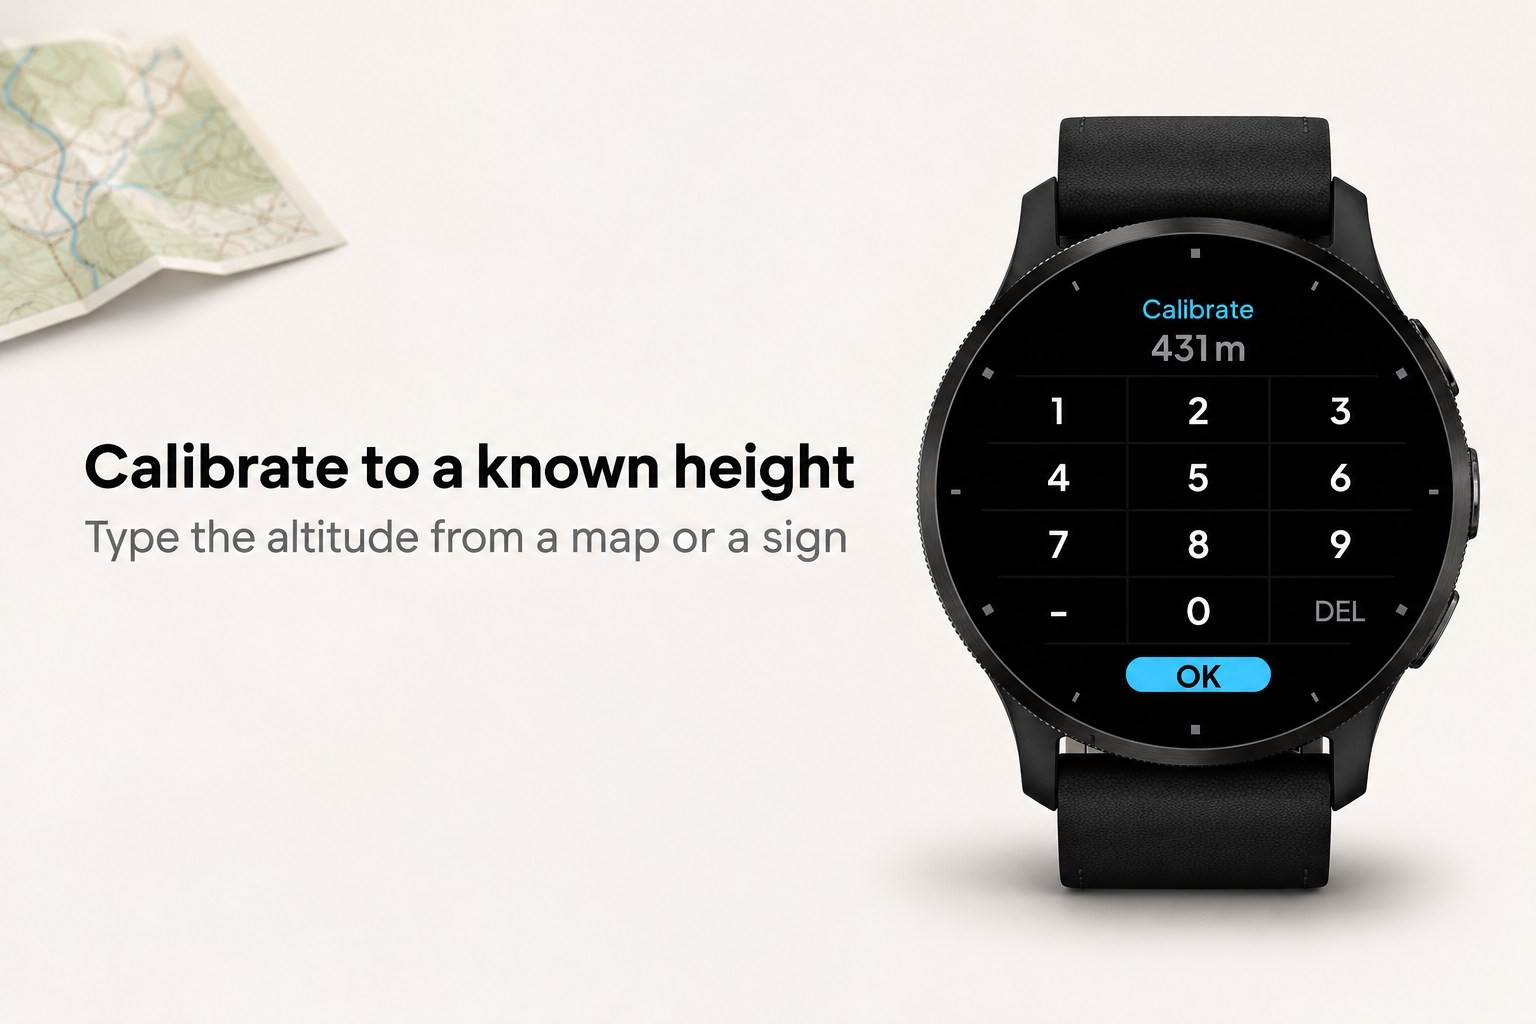 Calibrate to a known height
Type the altitude from a map or a sign
Calibrate
431m
1 2 3
4 5 6
7 8 9
- 0 DEL
OK